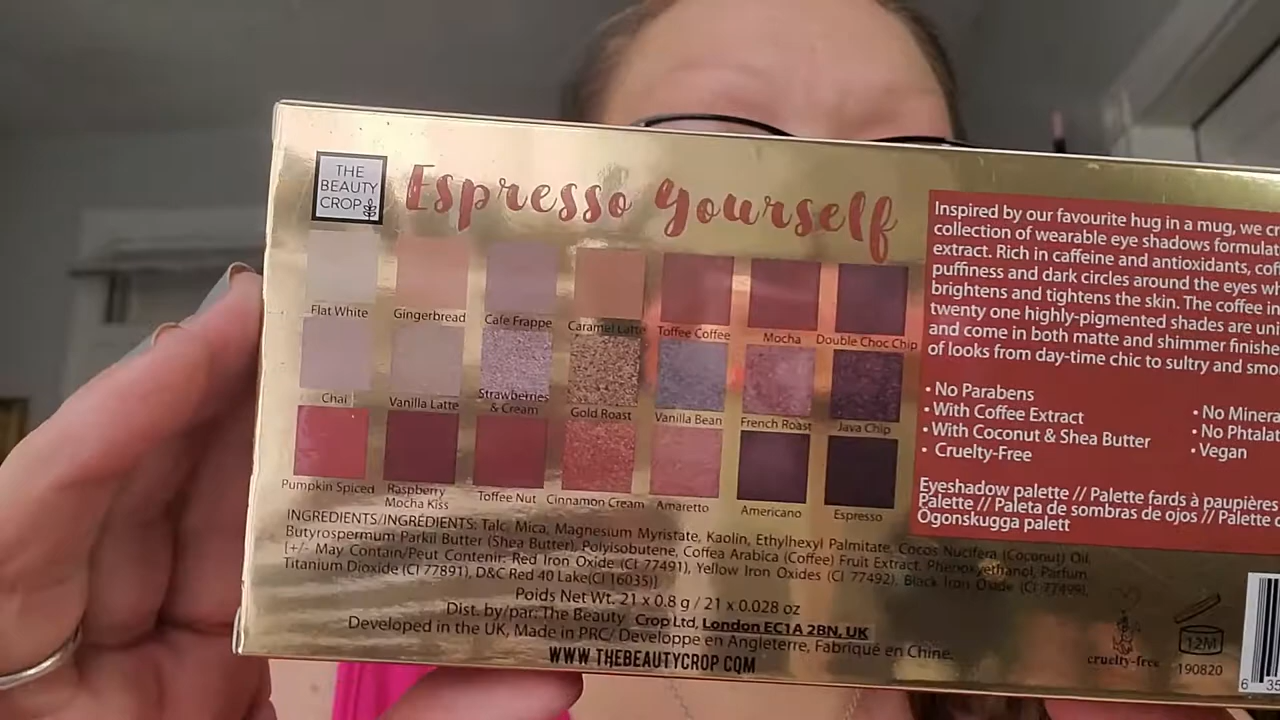 THE
BEAUTY
CROP
Espresso Yourself
Flat White
Gingerbread
Cafe Frappe
Caramel Latte
Toffee Coffee
Mocha
Double Choc Chip
Chai
Vanilla Latte
Strawberries
& Cream
Gold Roast
Vanilla Bean
French Roast
Java Chip
Pumpkin Spiced
Raspberry
Mocha Kiss
Toffee Nut
Cinnamon Cream
Amaretto
Americano
Espresso
INGREDIENTS/INGRÉDIENTS: Talc, Mica, Magnesium Myristate, Kaolin, Ethylhexyl Palmitate, Cocos Nucifera (Coconut) Oil,
Butyrospermum Parkii Butter (Shea Butter), Polyisobutene, Coffea Arabica (Coffee) Fruit Extract, Phenoxyethanol, Parfum.
[+/- May Contain/Peut Contenir: Red Iron Oxide (CI 77491), Yellow Iron Oxides (CI 77492), Black Iron Oxide (CI 77499),
Titanium Dioxide (CI 77891), D&C Red 40 Lake(CI 16035)]
Poids Net Wt. 21 x 0.8 g / 21 x 0.028 oz
Dist. by/par: The Beauty Crop Ltd, London EC1A 2BN, UK
Developed in the UK, Made in PRC/ Developpe en Angleterre, Fabriqué en Chine,
WWW THEBEAUTYCROP COM
Inspired by our favourite hug in a mug, we cr
collection of wearable eye shadows formulat
extract. Rich in caffeine and antioxidants, cof
puffiness and dark circles around the eyes wh
brightens and tightens the skin. The coffee in
twenty one highly-pigmented shades are uni
and come in both matte and shimmer finishe
of looks from day-time chic to sultry and smo
• No Parabens
• With Coffee Extract
• With Coconut & Shea Butter
• Cruelty-Free
• No Minera
• No Phtalat
• Vegan
Eyeshadow palette // Palette fards à paupières
Palette // Paleta de sombras de ojos // Palette d
Ögonskugga palett
cruelty-free
12M
190820
6 35